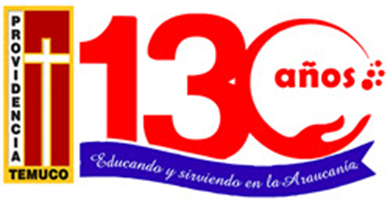 PROVIDENCIA
TEMUCO
130
años
Educando y sirviendo en la Araucanía.